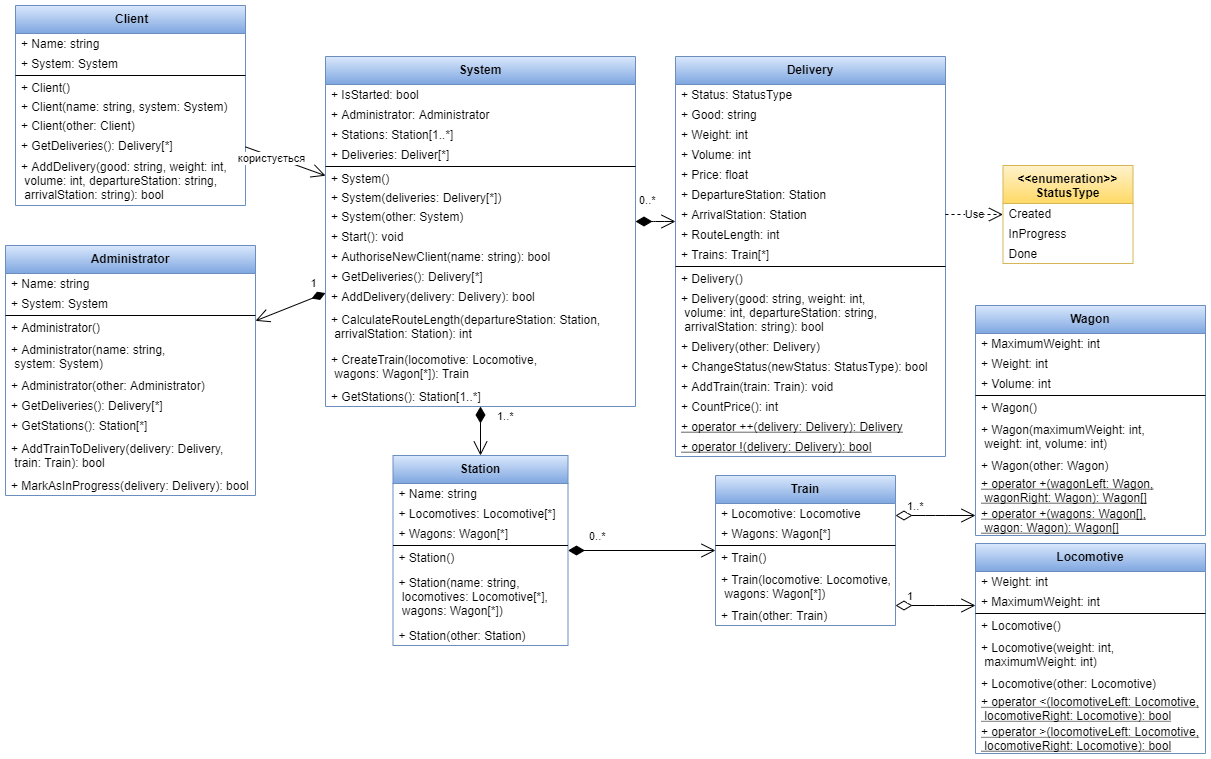 Client
+ Name: string
+ System: System
+ Client()
+ Client(name: string, system: System)
+ Client(other: Client)
+ GetDeliveries(): Delivery[*]
+ AddDelivery(good: string, weight: int,
volume: int, departureStation: string,
arrivalStation: string): bool
користується
Administrator
+ Name: string
+ System: System
+ Administrator()
+ Administrator(name: string,
system: System)
+ Administrator(other: Administrator)
+ GetDeliveries(): Delivery[*]
+ GetStations(): Station[*]
+ AddTrainToDelivery(delivery: Delivery,
train: Train): bool
+ MarkAsInProgress(delivery: Delivery): bool
1
System
+ IsStarted: bool
+ Administrator: Administrator
+ Stations: Station[1..*]
+ Deliveries: Deliver[*]
+ System()
+ System(deliveries: Delivery[*])
+ System(other: System)
+ Start(): void
+ AuthoriseNewClient(name: string): bool
+ GetDeliveries(): Delivery[*]
+ AddDelivery(delivery: Delivery): bool
+ CalculateRouteLength(departureStation: Station,
arrivalStation: Station): int
+ CreateTrain(locomotive: Locomotive,
wagons: Wagon[*]): Train
+ GetStations(): Station[1..*]
0..*
1..*
Delivery
+ Status: StatusType
+ Good: string
+ Weight: int
+ Volume: int
+ Price: float
+ DepartureStation: Station
+ ArrivalStation: Station
+ RouteLength: int
+ Trains: Train[*]
+ Delivery()
+ Delivery(good: string, weight: int,
volume: int, departureStation: string,
arrivalStation: string): bool
+ Delivery(other: Delivery)
+ ChangeStatus(newStatus: StatusType): bool
+ AddTrain(train: Train): void
+ CountPrice(): int
+ operator ++(delivery: Delivery): Delivery
+ operator !(delivery: Delivery): bool
Use
<<enumeration>>
StatusType
Created
InProgress
Done
Station
+ Name: string
+ Locomotives: Locomotive[*]
+ Wagons: Wagon[*]
+ Station()
+ Station(name: string,
locomotives: Locomotive[*],
wagons: Wagon[*])
+ Station(other: Station)
0..*
Train
+ Locomotive: Locomotive
+ Wagons: Wagon[*]
+ Train()
+ Train(locomotive: Locomotive,
wagons: Wagon[*])
+ Train(other: Train)
1..*
1
Wagon
+ MaximumWeight: int
+ Weight: int
+ Volume: int
+ Wagon()
+ Wagon(maximumWeight: int,
weight: int, volume: int)
+ Wagon(other: Wagon)
+ operator +(wagonLeft: Wagon,
wagonRight: Wagon): Wagon[]
+ operator +(wagons: Wagon[],
wagon: Wagon): Wagon[]
Locomotive
+ Weight: int
+ MaximumWeight: int
+ Locomotive()
+ Locomotive(weight: int,
maximumWeight: int)
+ Locomotive(other: Locomotive)
+ operator <(locomotiveLeft: Locomotive,
locomotiveRight: Locomotive): bool
+ operator >(locomotiveLeft: Locomotive,
locomotiveRight: Locomotive): bool